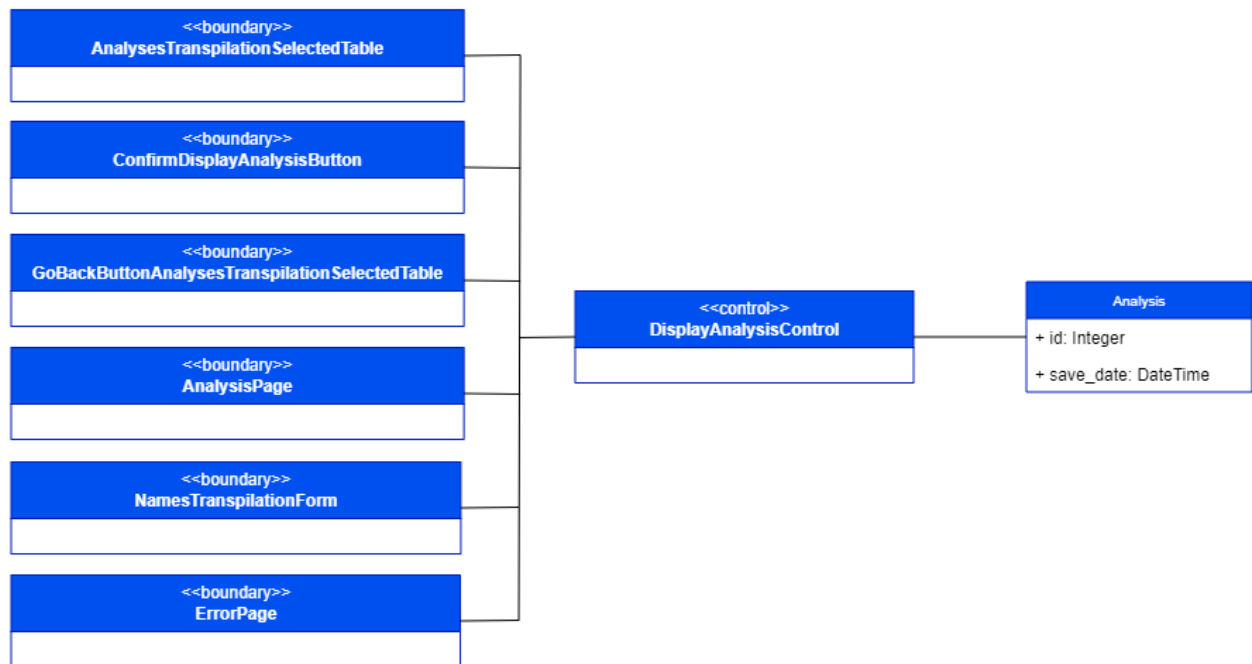 <<boundary>>
AnalysesTranspilationSelectedTable
<<boundary>>
ConfirmDisplayAnalysisButton
<<boundary>>
GoBackButtonAnalysesTranspilationSelectedTable
<<boundary>>
AnalysisPage
<<boundary>>
NamesTranspilationForm
<<boundary>>
ErrorPage
<<control>>
DisplayAnalysisControl
Analysis
+ id: Integer
+ save_date: DateTime